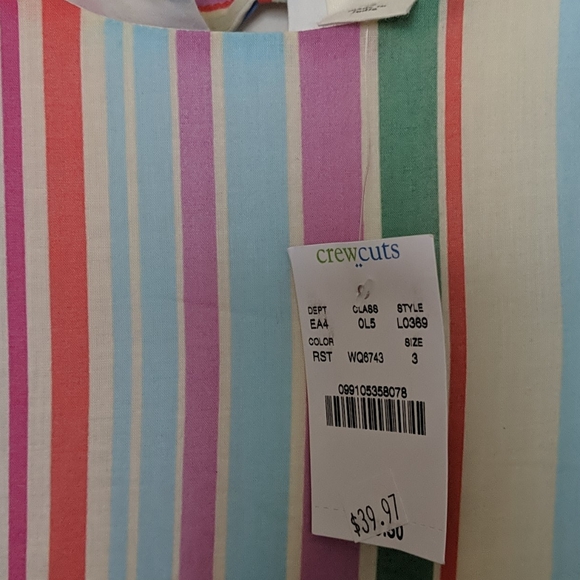 crewcuts
DEPT CLASS STYLE
EA4 0L5 L0369
COLOR SIZE
RST WQ6743 3
099105358078
$39.97